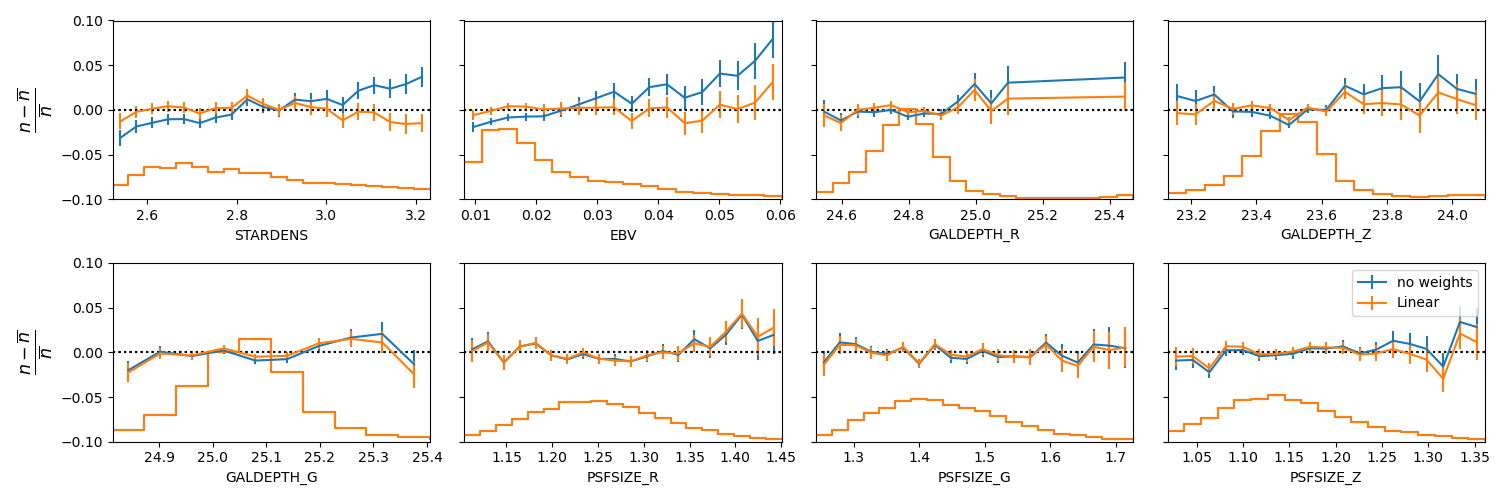 0.10
0.05
0.00
−0.05
−0.10
n − n̅
n̅
2.6 2.8 3.0 3.2
STARDENS
0.01 0.02 0.03 0.04 0.05 0.06
EBV
24.6 24.8 25.0 25.2 25.4
GALDEPTH_R
23.2 23.4 23.6 23.8 24.0
GALDEPTH_Z
0.10
0.05
0.00
−0.05
−0.10
n − n̅
n̅
24.9 25.0 25.1 25.2 25.3 25.4
GALDEPTH_G
1.15 1.20 1.25 1.30 1.35 1.40 1.45
PSFSIZE_R
1.3 1.4 1.5 1.6 1.7
PSFSIZE_G
no weights
Linear
1.05 1.10 1.15 1.20 1.25 1.30 1.35
PSFSIZE_Z